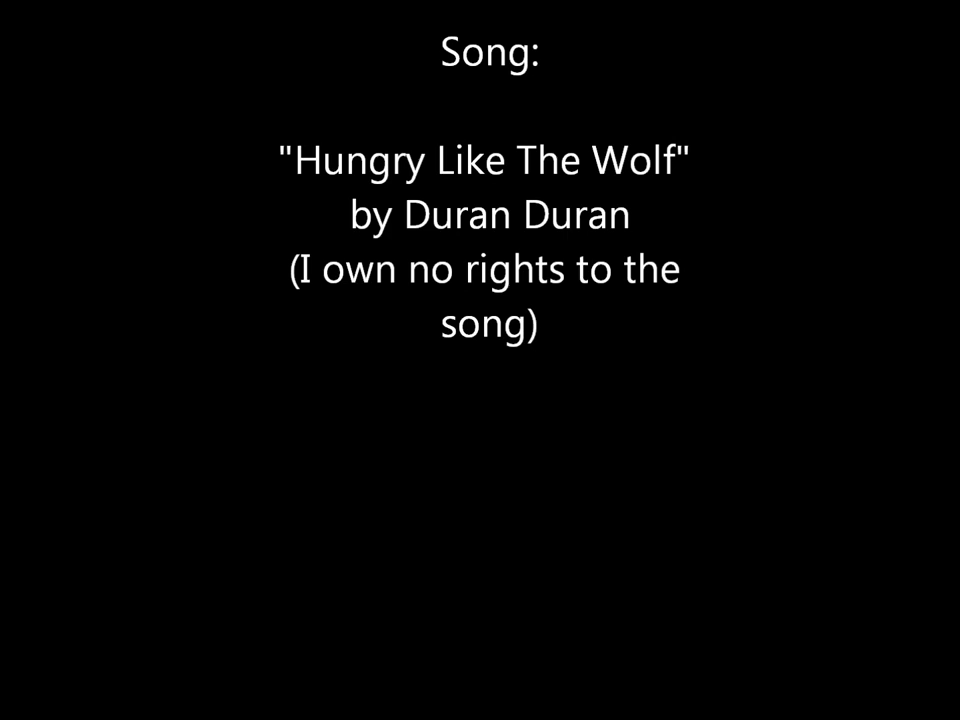 Song:
"Hungry Like The Wolf"
by Duran Duran
(I own no rights to the
song)